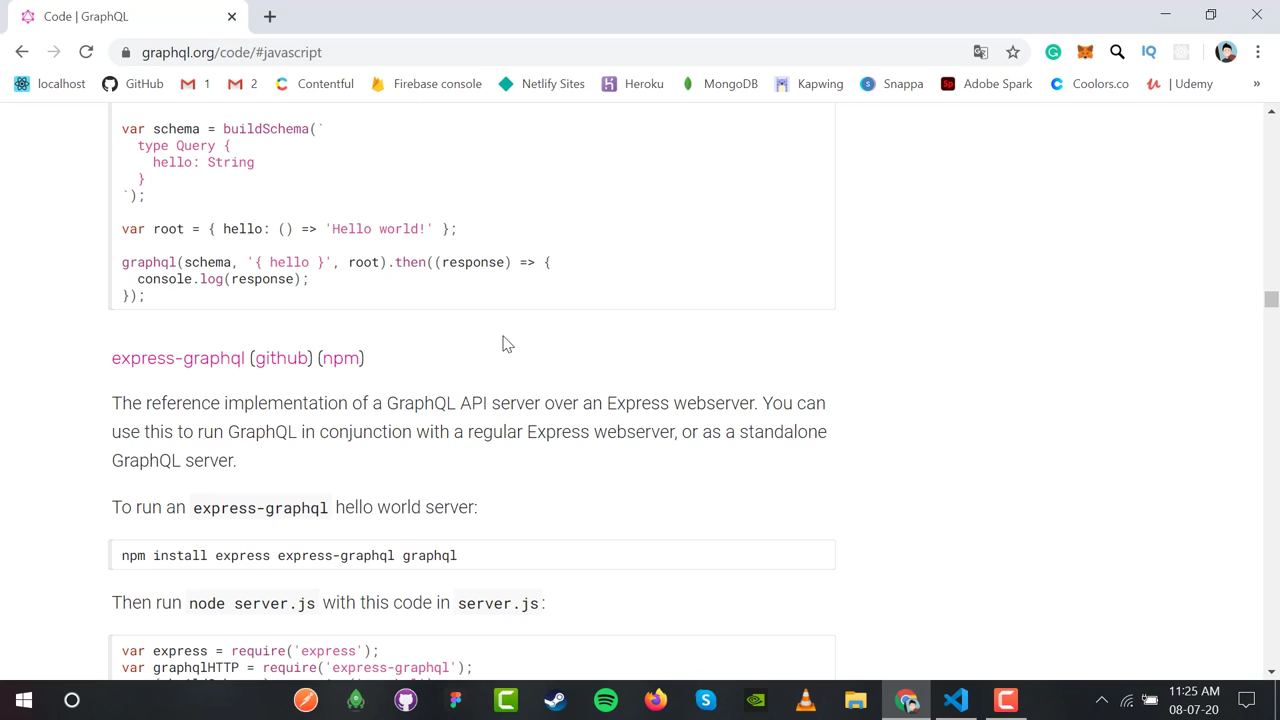 Code | GraphQL
graphql.org/code/#javascript
localhost GitHub 1 2 Contentful Firebase console Netlify Sites Heroku MongoDB Kapwing Snappa Adobe Spark Coolors.co | Udemy »
var schema = buildSchema(`
type Query {
hello: String
}
`);
var root = { hello: () => 'Hello world!' };
graphql(schema, '{ hello }', root).then((response) => {
console.log(response);
});
express-graphql (github) (npm)
The reference implementation of a GraphQL API server over an Express webserver. You can
use this to run GraphQL in conjunction with a regular Express webserver, or as a standalone
GraphQL server.
To run an express-graphql hello world server:
npm install express express-graphql graphql
Then run node server.js with this code in server.js:
var express = require('express');
var graphqlHTTP = require('express-graphql');
11:25 AM
08-07-20